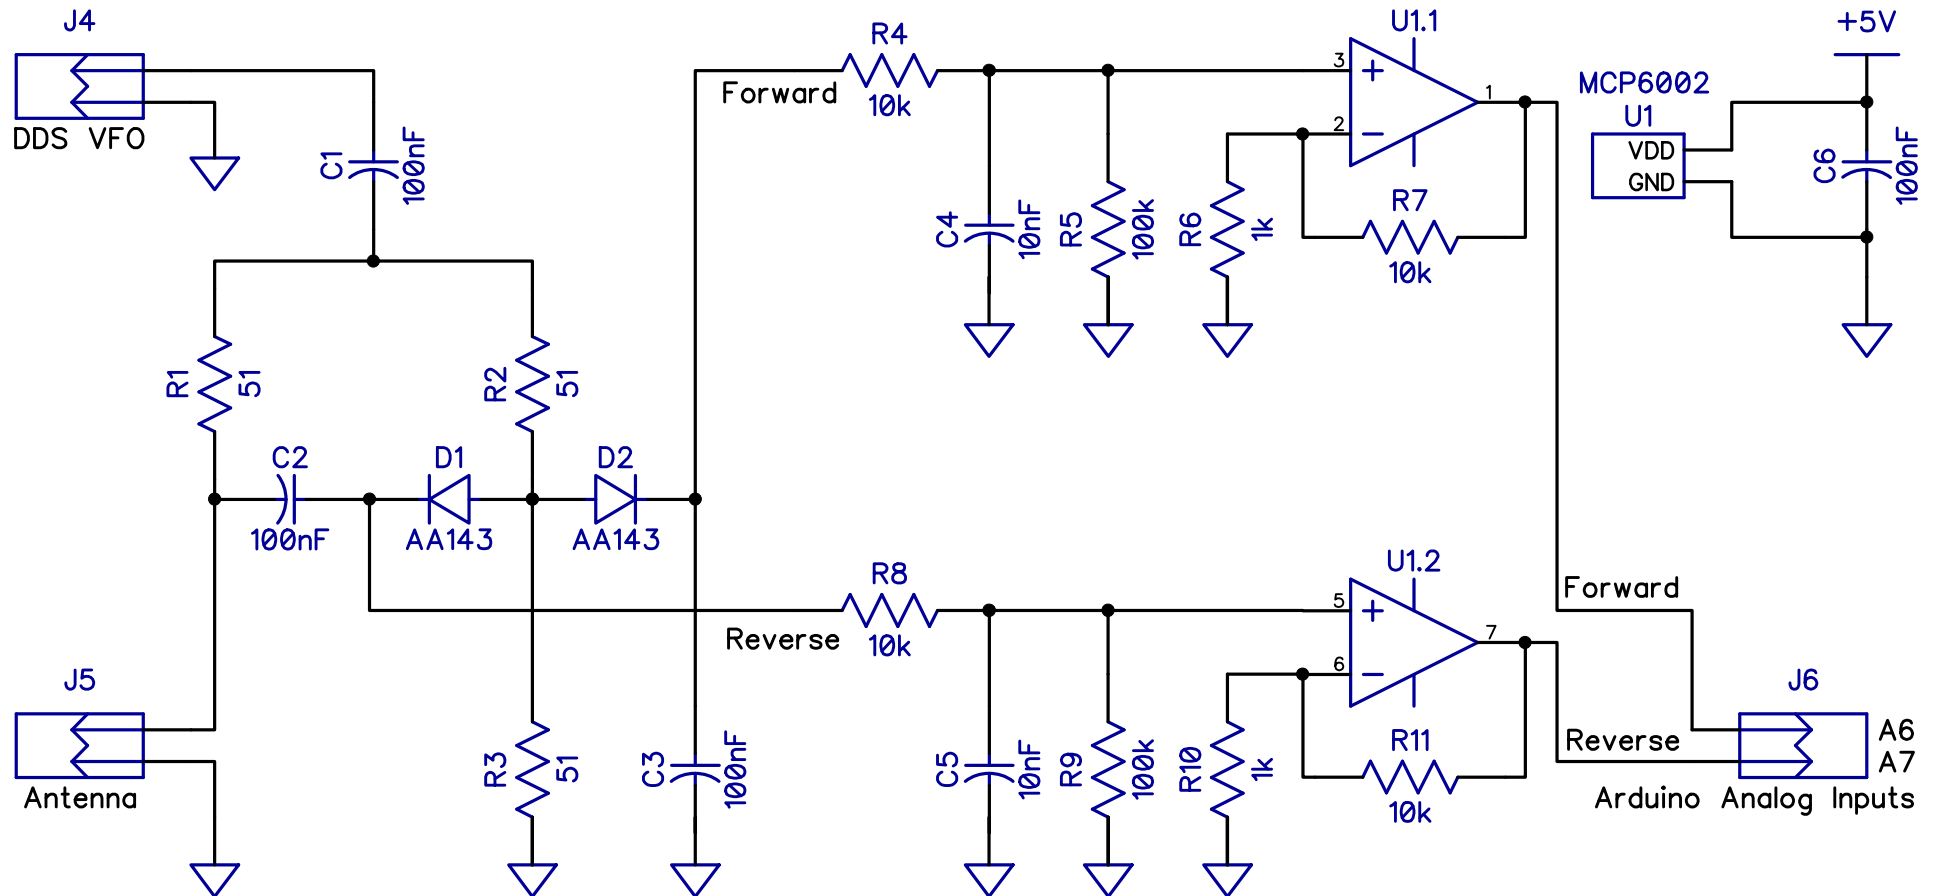 J4
DDS VFO
C1
100nF
R1
51
R2
51
C2
100nF
D1
AA143
D2
AA143
J5
Antenna
R3
51
C3
100nF
Forward
R4
10k
C4
10nF
R5
100k
R6
1k
U1.1
3
2
1
R7
10k
MCP6002
U1
VDD
GND
+5V
C6
100nF
Reverse
R8
10k
C5
10nF
R9
100k
R10
1k
U1.2
5
6
7
R11
10k
Forward
Reverse
J6
A6
A7
Arduino Analog Inputs